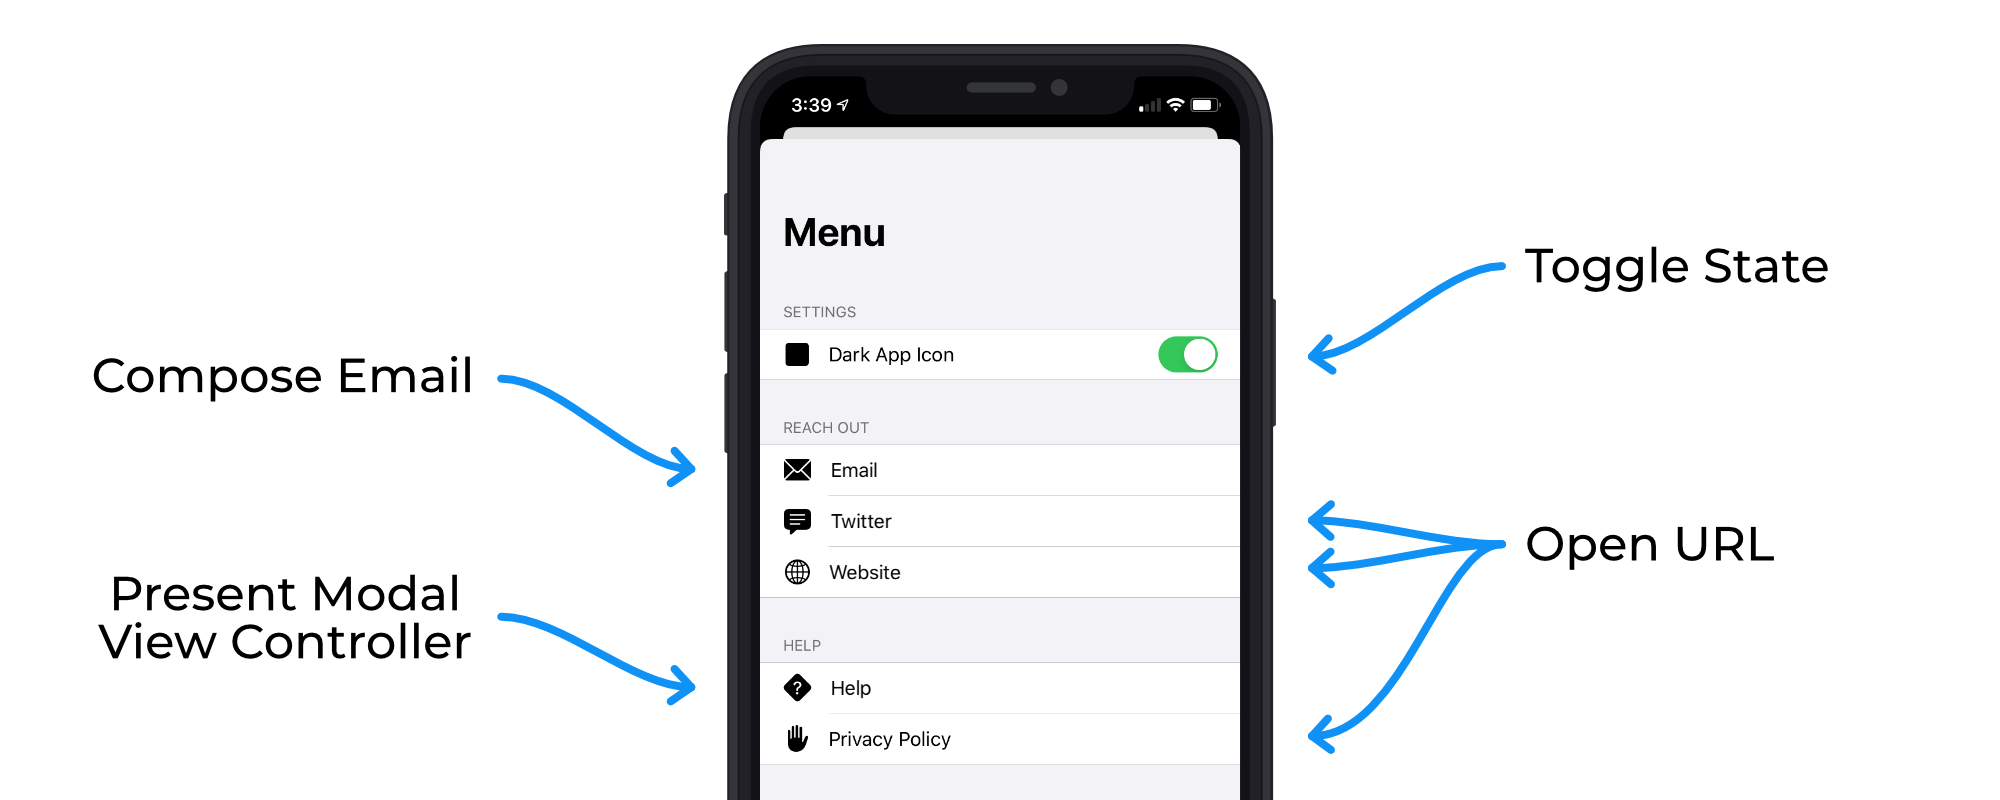 3:39
Menu
SETTINGS
Dark App Icon
REACH OUT
Email
Twitter
Website
HELP
? Help
Privacy Policy
Compose Email
Present Modal
View Controller
Toggle State
Open URL